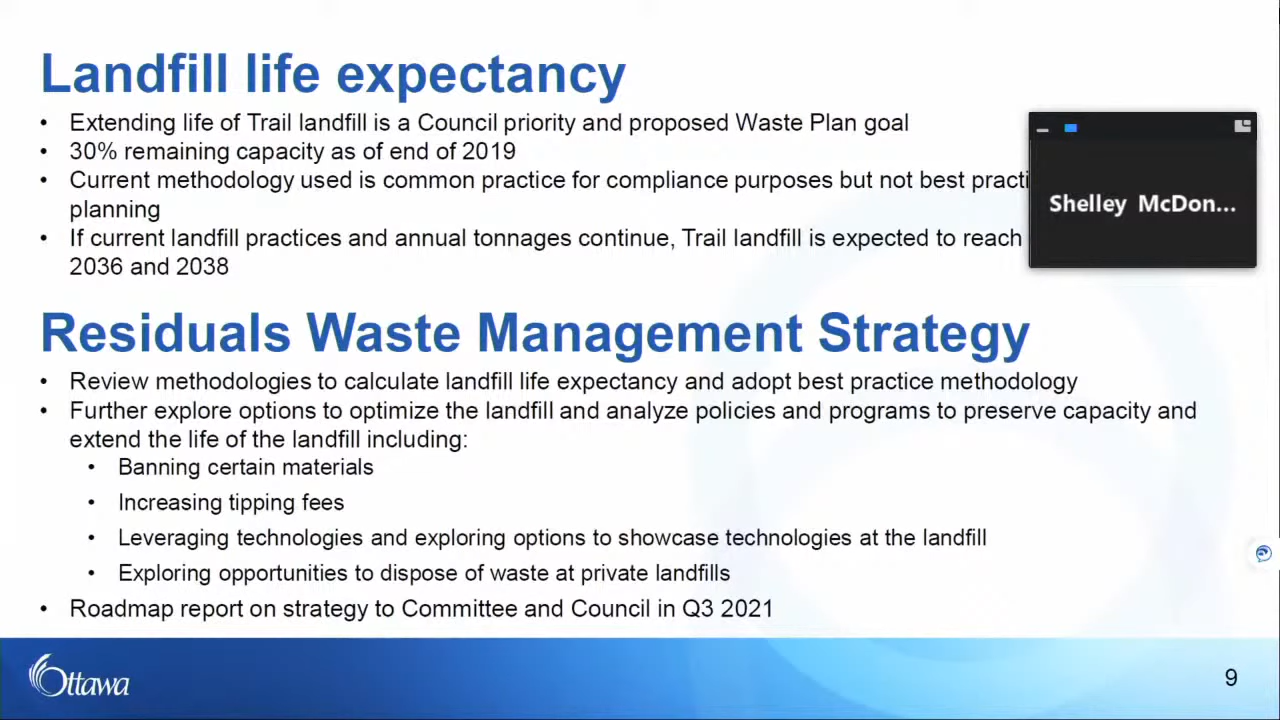 Landfill life expectancy
• Extending life of Trail landfill is a Council priority and proposed Waste Plan goal
• 30% remaining capacity as of end of 2019
• Current methodology used is common practice for compliance purposes but not best practi
planning
• If current landfill practices and annual tonnages continue, Trail landfill is expected to reach
2036 and 2038
Shelley McDon...
Residuals Waste Management Strategy
• Review methodologies to calculate landfill life expectancy and adopt best practice methodology
• Further explore options to optimize the landfill and analyze policies and programs to preserve capacity and
extend the life of the landfill including:
• Banning certain materials
• Increasing tipping fees
• Leveraging technologies and exploring options to showcase technologies at the landfill
• Exploring opportunities to dispose of waste at private landfills
• Roadmap report on strategy to Committee and Council in Q3 2021
Ottawa
9